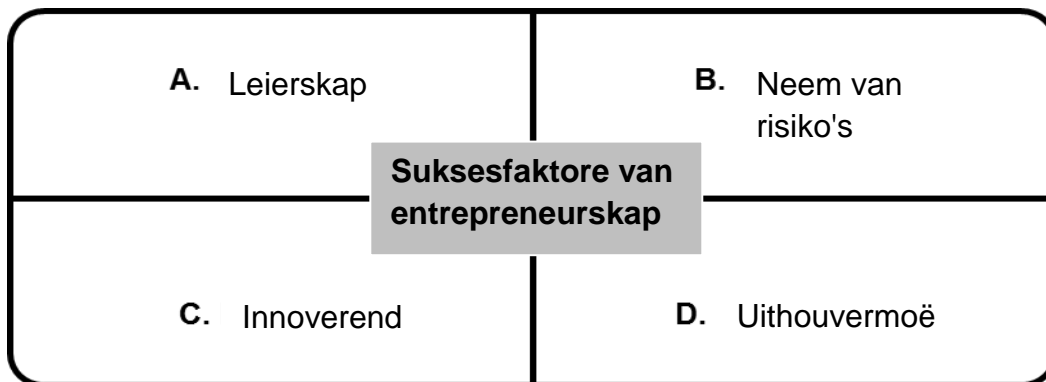 A. Leierskap
B. Neem van
risiko's
Suksesfaktore van
entrepreneurskap
C. Innoverend
D. Uithouvermoë